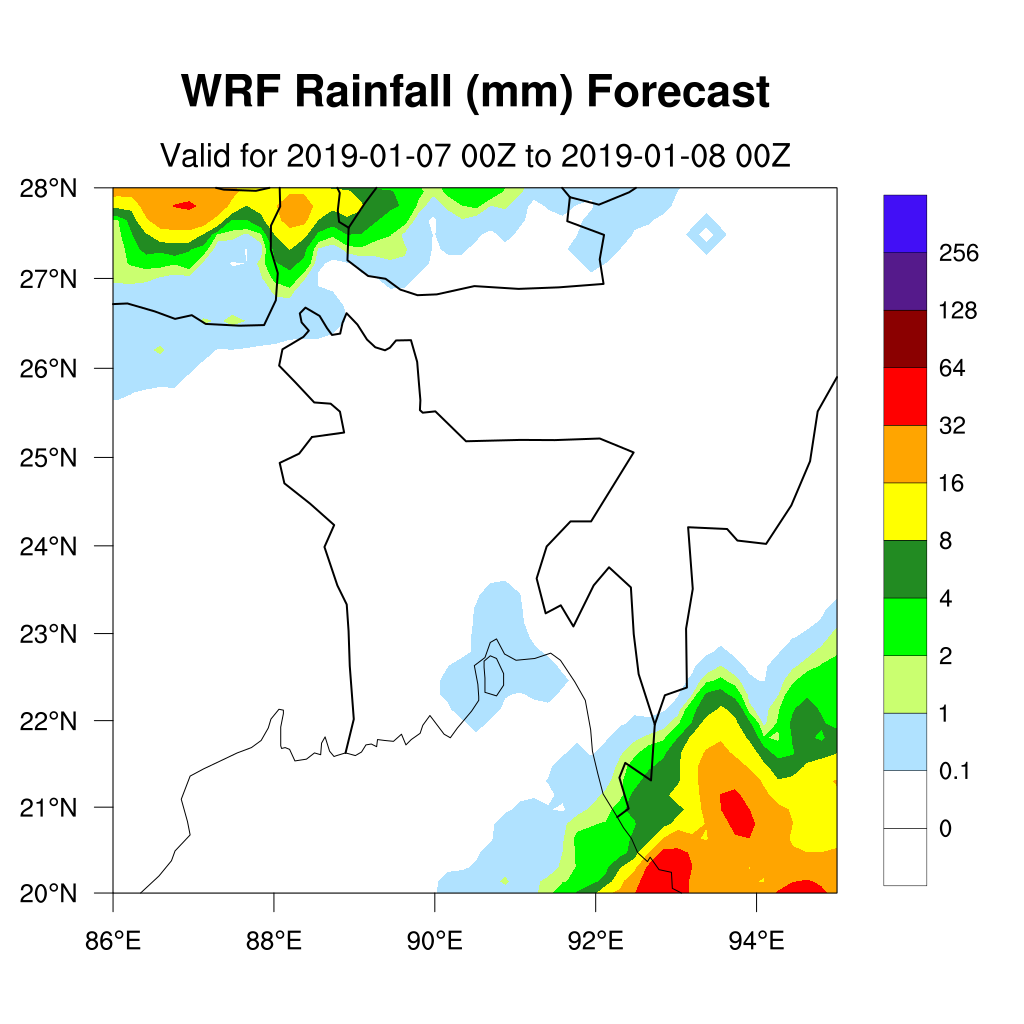 WRF Rainfall (mm) Forecast
Valid for 2019-01-07 00Z to 2019-01-08 00Z
28°N
27°N
26°N
25°N
24°N
23°N
22°N
21°N
20°N
86°E
88°E
90°E
92°E
94°E
256
128
64
32
16
8
4
2
1
0.1
0